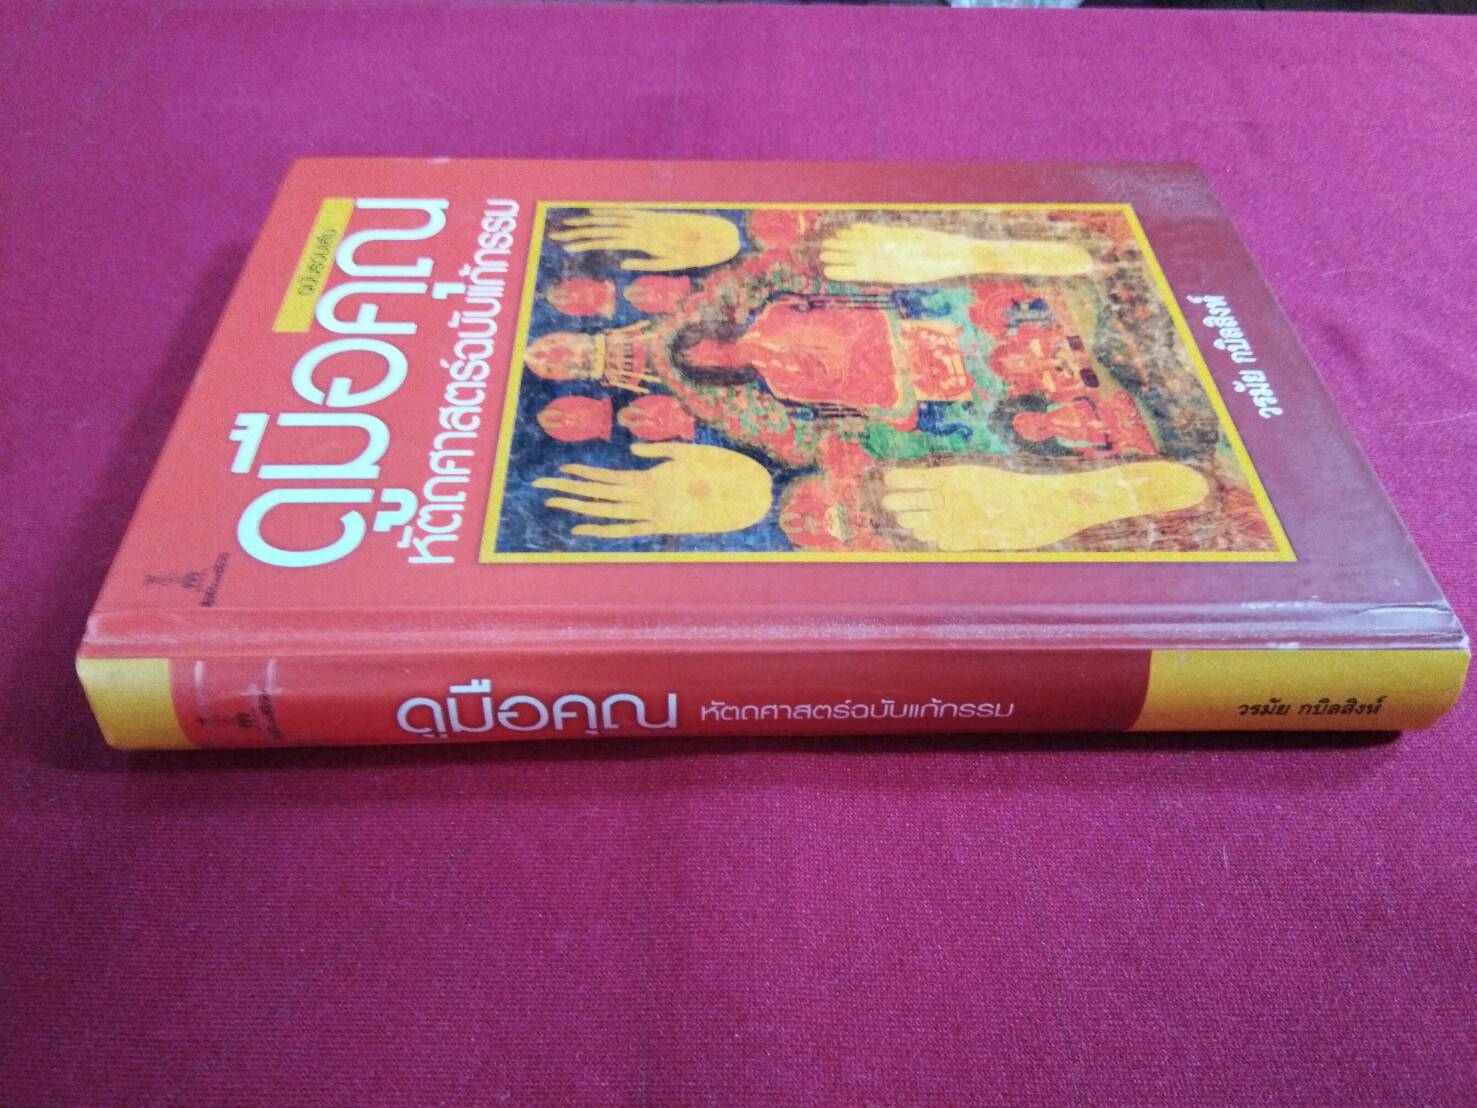 ฉบับรวมเล่ม
ดูมือคุณ
หัตถศาสตร์ฉบับแก้กรรม
วรมัย กบิลสิงห์
ดูมือคุณ หัตถศาสตร์ฉบับแก้กรรม
วรมัย กบิลสิงห์